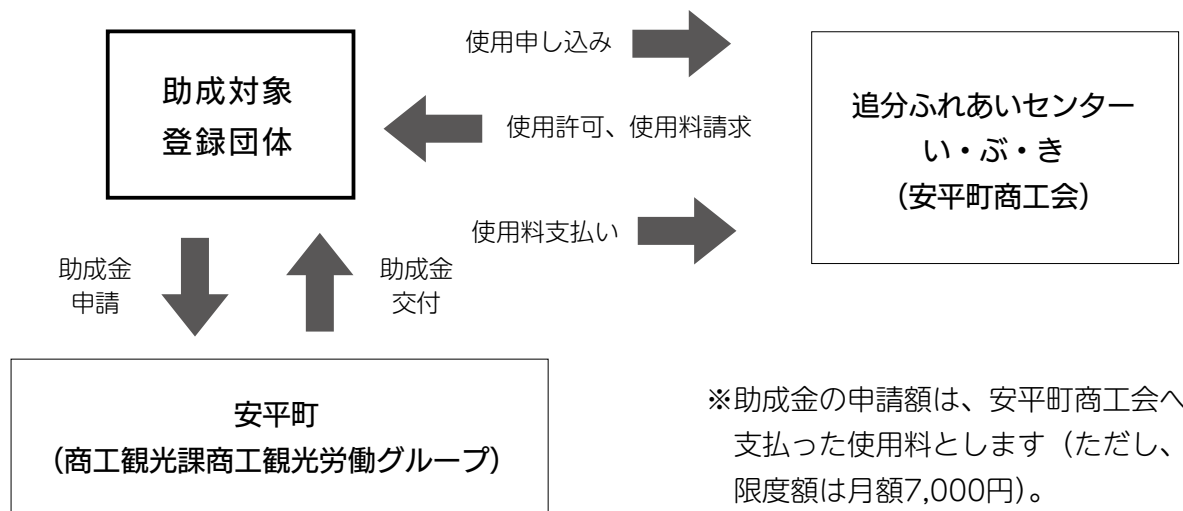 助成対象
登録団体
使用申し込み
使用許可、使用料請求
使用料支払い
追分ふれあいセンター
い・ぶ・き
（安平町商工会）
助成金
申請
助成金
交付
安平町
（商工観光課商工観光労働グループ）
※助成金の申請額は、安平町商工会へ
支払った使用料とします（ただし、
限度額は月額7,000円）。